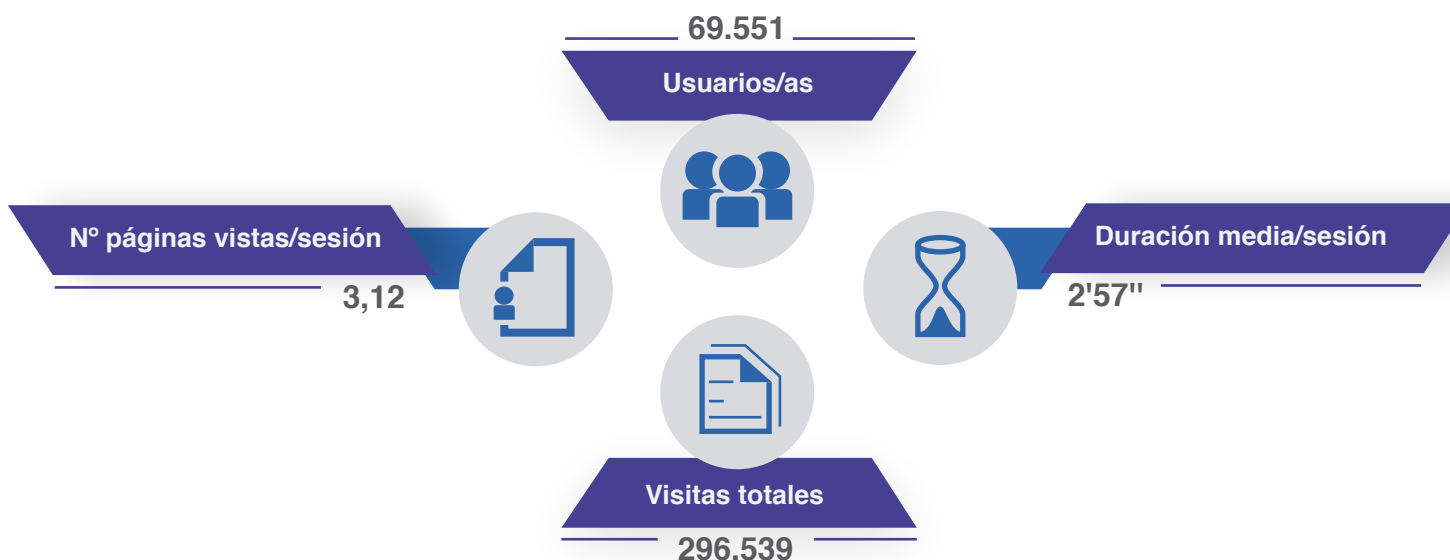 69.551
Usuarios/as
Nº páginas vistas/sesión
3,12
Duración media/sesión
2'57"
Visitas totales
296.539